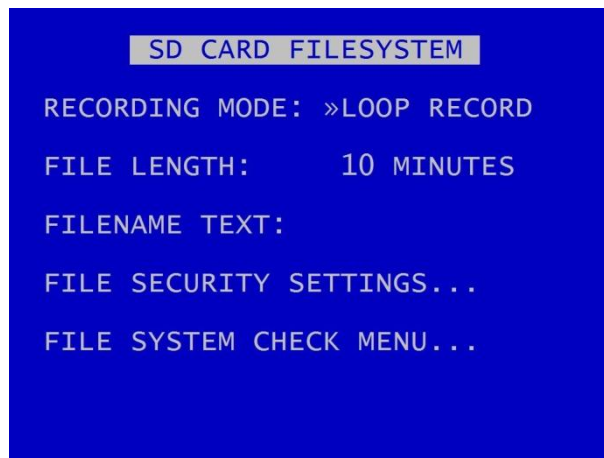 SD CARD FILESYSTEM
RECORDING MODE: »LOOP RECORD
FILE LENGTH: 10 MINUTES
FILENAME TEXT:
FILE SECURITY SETTINGS...
FILE SYSTEM CHECK MENU...